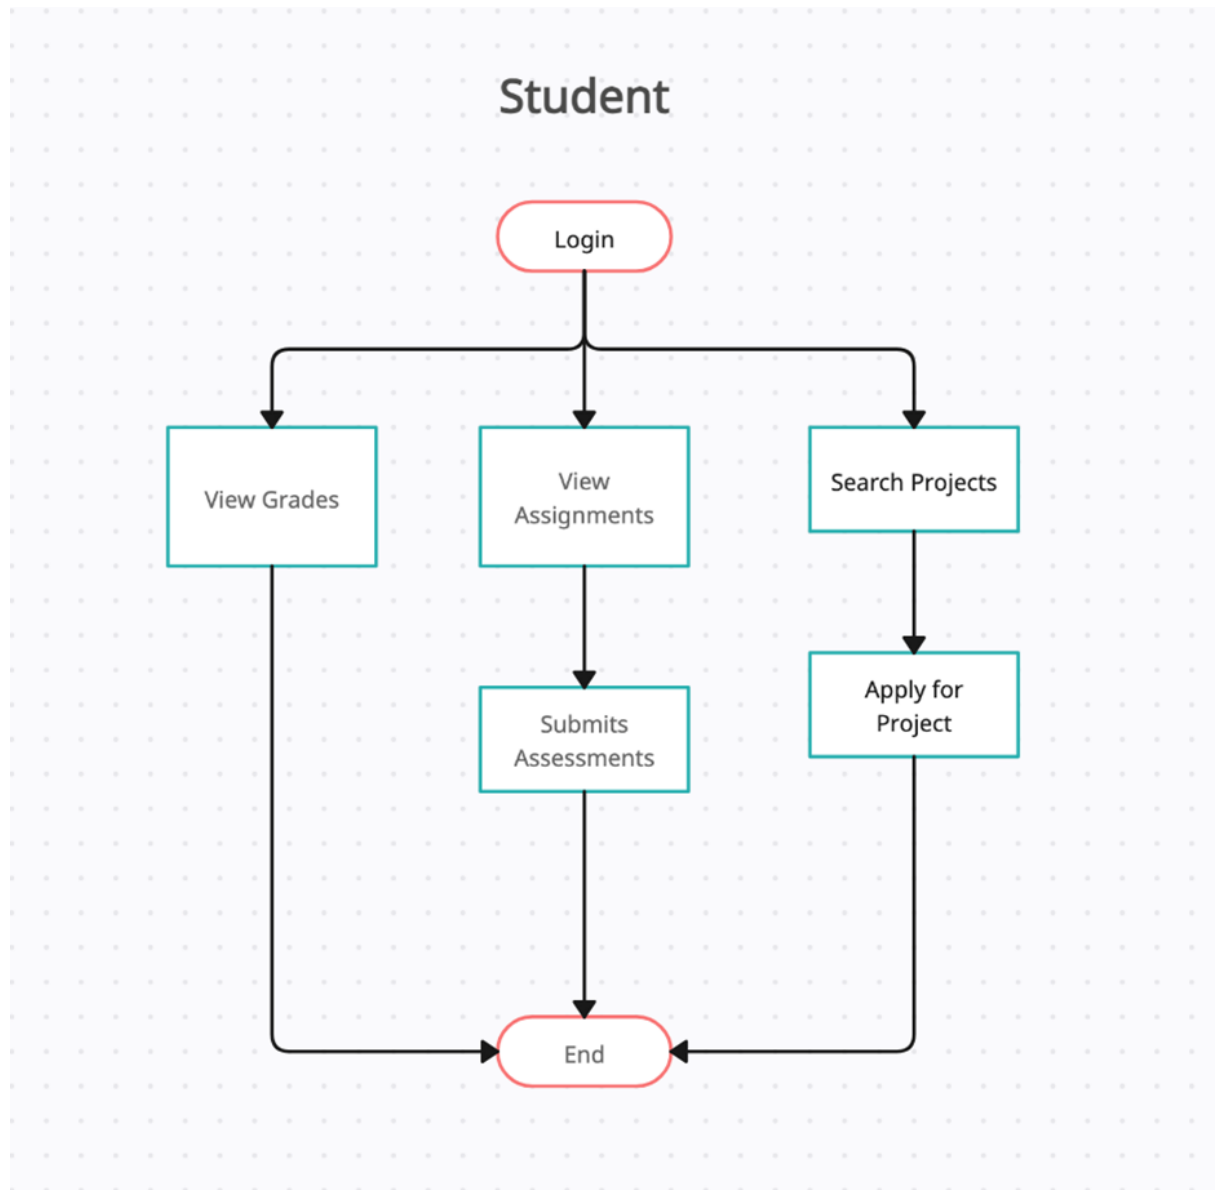 Student
Login
View Grades
View
Assignments
Search Projects
Submits
Assessments
Apply for
Project
End